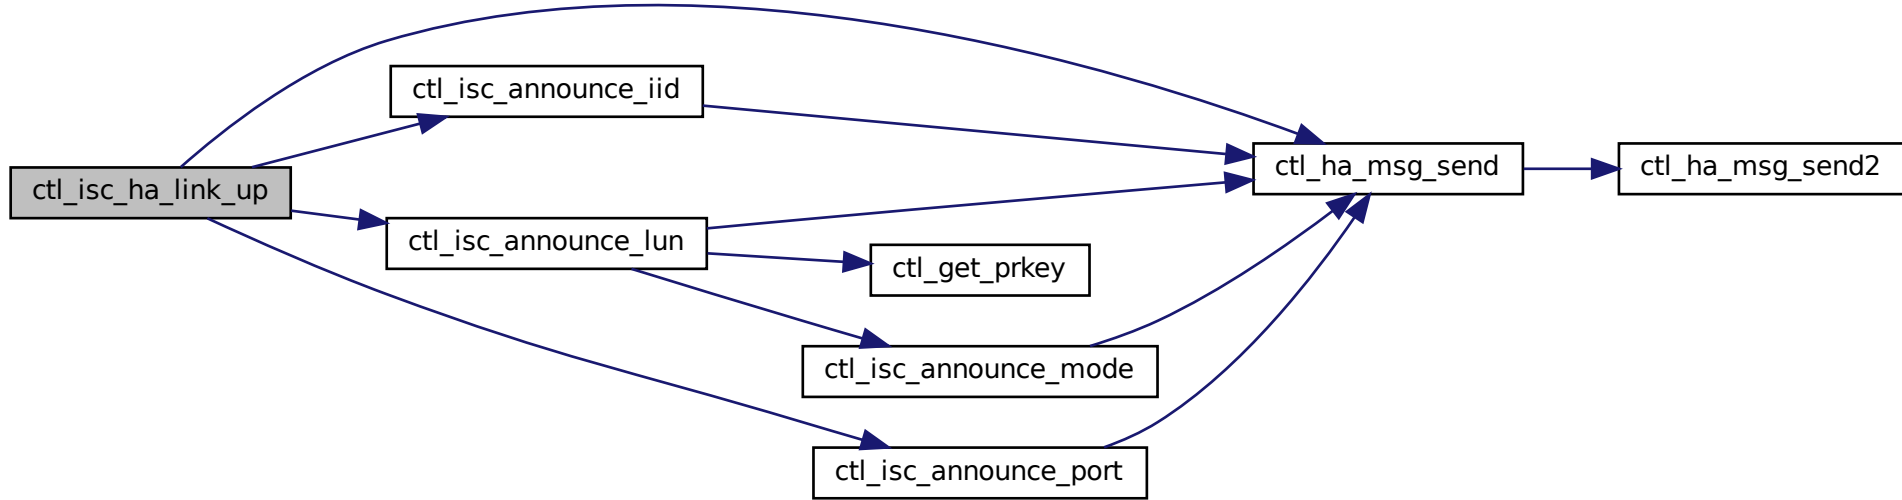 ctl_isc_ha_link_up
ctl_isc_announce_iid
ctl_isc_announce_lun
ctl_get_prkey
ctl_isc_announce_mode
ctl_isc_announce_port
ctl_ha_msg_send
ctl_ha_msg_send2